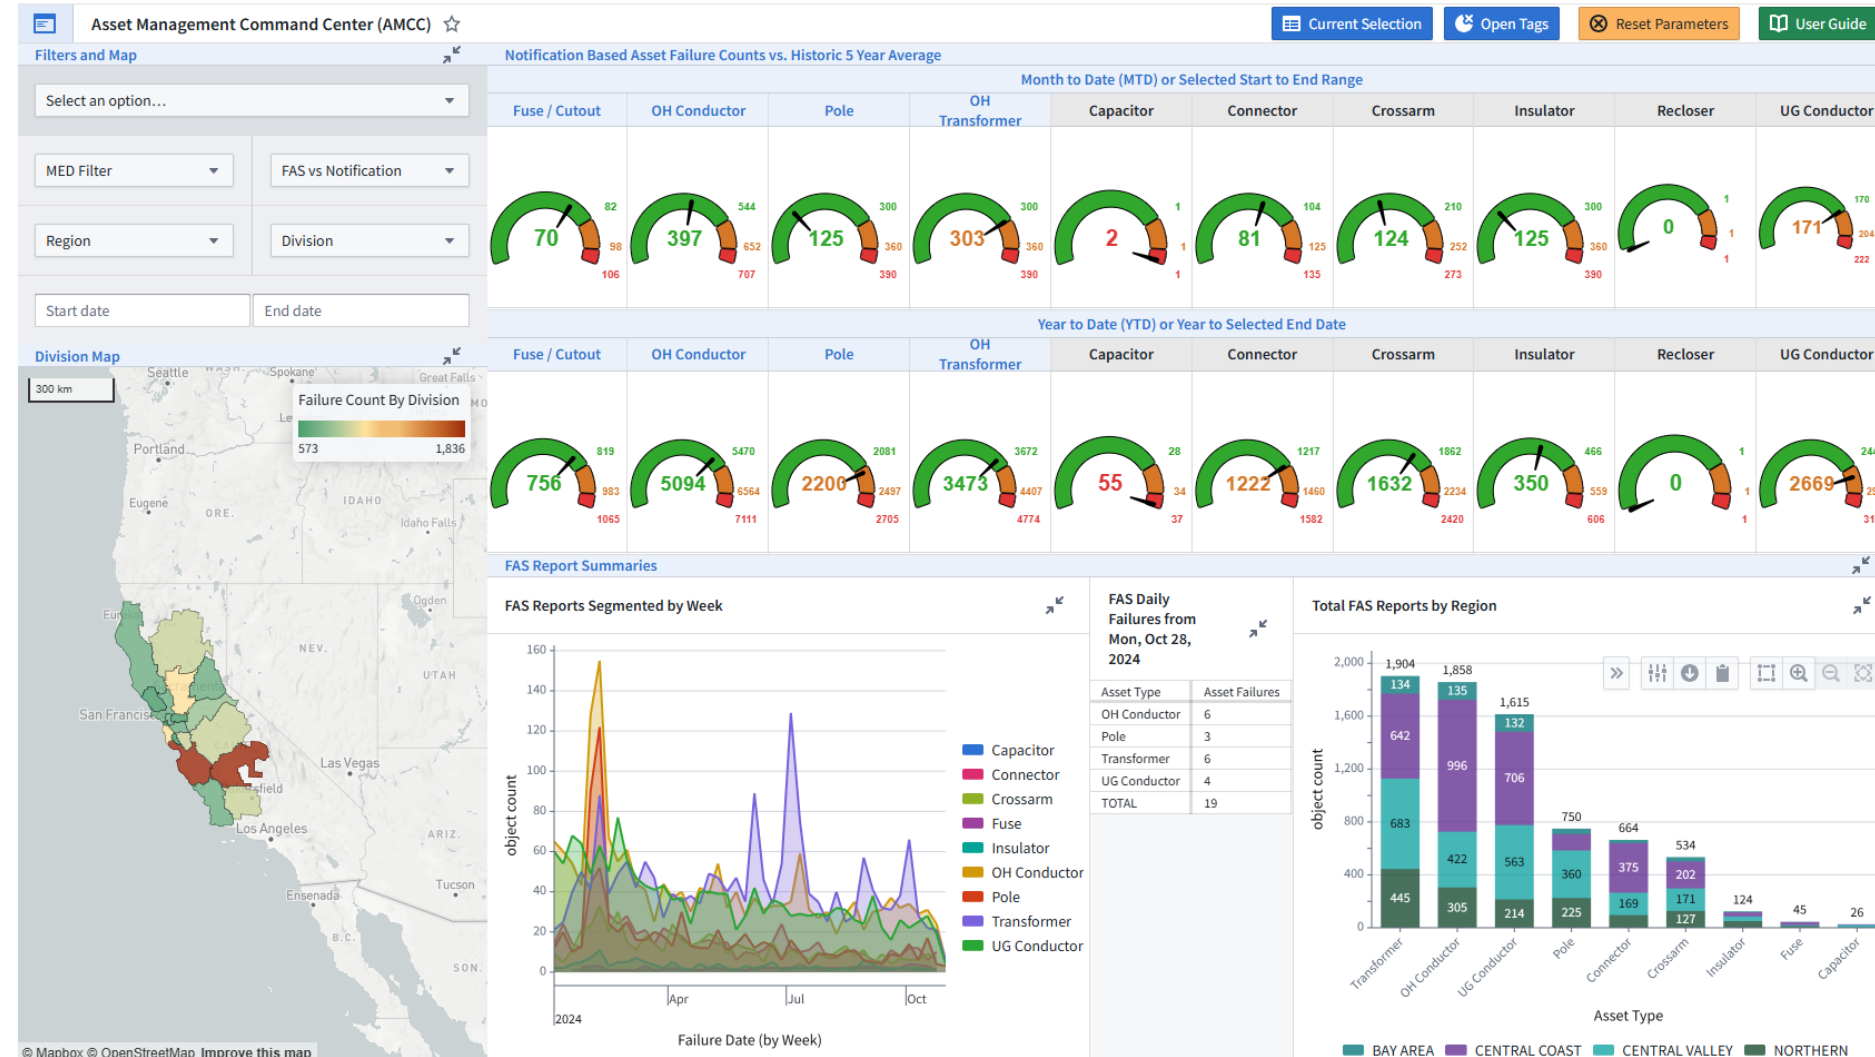 Asset Management Command Center (AMCC)
Current Selection
Open Tags
Reset Parameters
User Guide
Filters and Map
Select an option...
MED Filter
FAS vs Notification
Region
Division
Start date
End date
Division Map
300 km
Failure Count By Division
573 1,836
Seattle
WASH.
Spokane
Great Falls
MO
Portland
Eugene
ORE.
IDAHO
Idaho Falls
Ogden
Eureka
NEV.
UTAH
Sacramento
San Francisc
Las Vegas
rsfield
Los Angeles
ARIZ.
Ensenada
Tucson
B.C.
SON.
© Mapbox © OpenStreetMap Improve this map
Notification Based Asset Failure Counts vs. Historic 5 Year Average
Month to Date (MTD) or Selected Start to End Range
Fuse / Cutout OH Conductor Pole OH Transformer Capacitor Connector Crossarm Insulator Recloser UG Conductor
70 82 98 106
397 544 652 707
125 300 360 390
303 300 360 390
2 1 1 1
81 104 125 135
124 210 252 273
125 300 360 390
0 1 1 1
171 170 204 222
Year to Date (YTD) or Year to Selected End Date
Fuse / Cutout OH Conductor Pole OH Transformer Capacitor Connector Crossarm Insulator Recloser UG Conductor
756 819 983 1065
5094 5470 6564 7111
2200 2081 2497 2705
3473 3672 4407 4774
55 28 34 37
1222 1217 1460 1582
1632 1862 2234 2420
350 466 559 606
0 1 1 1
2669
FAS Report Summaries
FAS Reports Segmented by Week
160
140
120
100
80
60
40
20
0
object count
Apr
Jul
Oct
2024
Failure Date (by Week)
Capacitor
Connector
Crossarm
Fuse
Insulator
OH Conductor
Pole
Transformer
UG Conductor
FAS Daily
Failures from
Mon, Oct 28,
2024
Asset Type Asset Failures
OH Conductor 6
Pole 3
Transformer 6
UG Conductor 4
TOTAL 19
Total FAS Reports by Region
2,000
1,600
1,200
800
400
0
object count
1,904
134
642
683
445
1,858
135
996
422
305
1,615
132
706
563
214
750
360
225
664
375
169
534
202
171
127
124
45
26
Transformer
OH Conductor
UG Conductor
Pole
Connector
Crossarm
Insulator
Fuse
Capacitor
Asset Type
BAY AREA CENTRAL COAST CENTRAL VALLEY NORTHERN